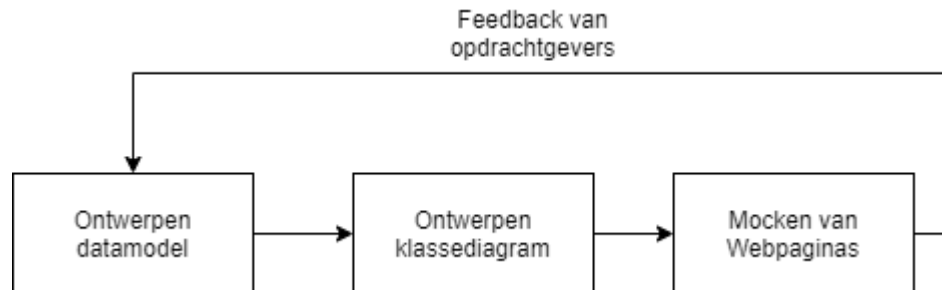 Feedback van
opdrachtgevers
Ontwerpen
datamodel
Ontwerpen
klassediagram
Mocken van
Webpaginas